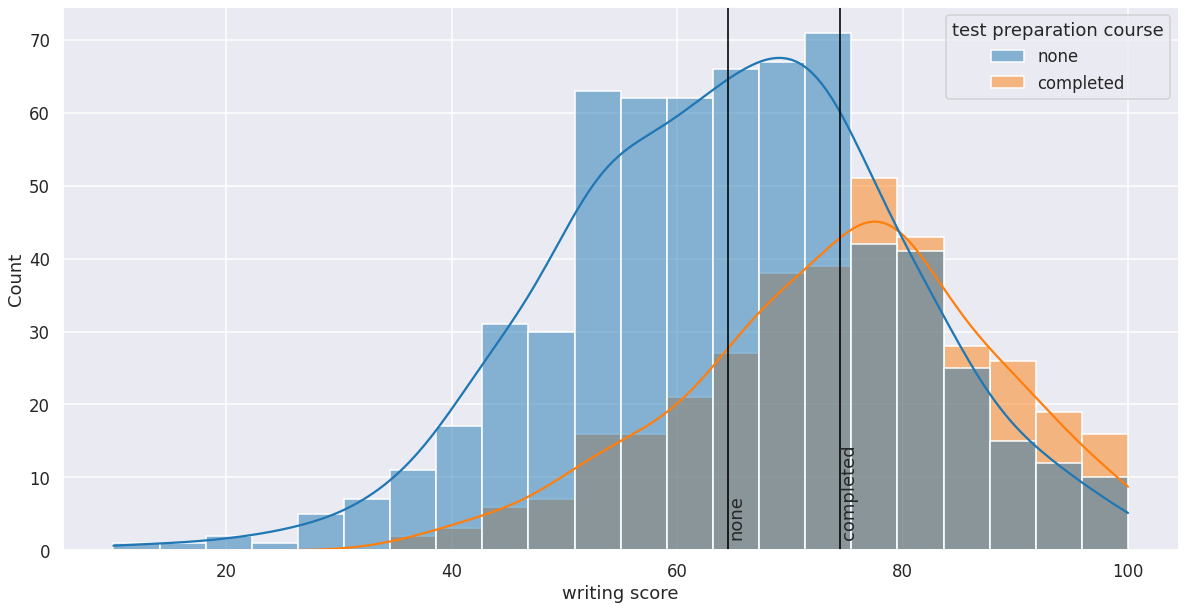 test preparation course
none
completed
70
60
50
40
30
20
10
0
Count
none
completed
20
40
60
80
100
writing score